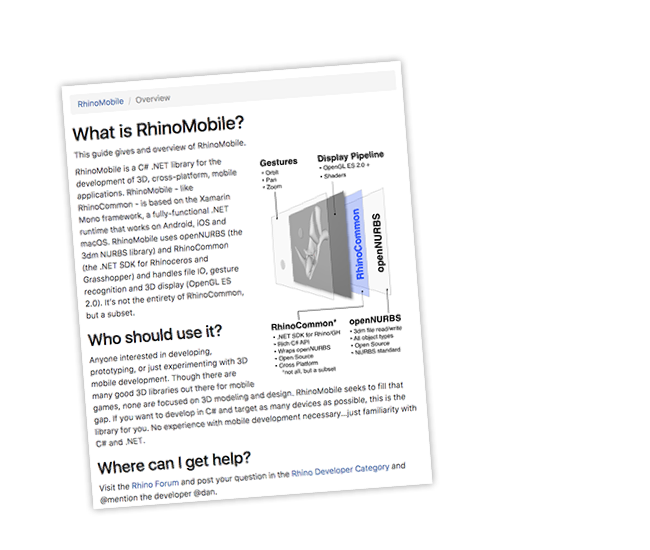 RhinoMobile / Overview
What is RhinoMobile?
This guide gives and overview of RhinoMobile.
RhinoMobile is a C# .NET library for the
development of 3D, cross-platform, mobile
applications. RhinoMobile - like
RhinoCommon - is based on the Xamarin
Mono framework, a fully-functional .NET
runtime that works on Android, iOS and
macOS. RhinoMobile uses openNURBS (the
3dm NURBS library) and RhinoCommon
(the .NET SDK for Rhinoceros and
Grasshopper) and handles file IO, gesture
recognition and 3D display (OpenGL ES
2.0). It's not the entirety of RhinoCommon,
but a subset.
Gestures
• Orbit
• Pan
• Zoom
Display Pipeline
• OpenGL ES 2.0 +
• Shaders
RhinoCommon
openNURBS
RhinoCommon*
• .NET SDK for Rhino/GH
• Rich C# API
• Wraps openNURBS
• Open Source
• Cross Platform
*not all, but a subset
openNURBS
• 3dm file read/write
• All object types
• Open Source
• NURBS standard
Who should use it?
Anyone interested in developing,
prototyping, or just experimenting with 3D
mobile development. Though there are
many good 3D libraries out there for mobile
games, none are focused on 3D modeling and design. RhinoMobile seeks to fill that
gap. If you want to develop in C# and target as many devices as possible, this is the
library for you. No experience with mobile development necessary...just familiarity with
C# and .NET.
Where can I get help?
Visit the Rhino Forum and post your question in the Rhino Developer Category and
@mention the developer @dan.